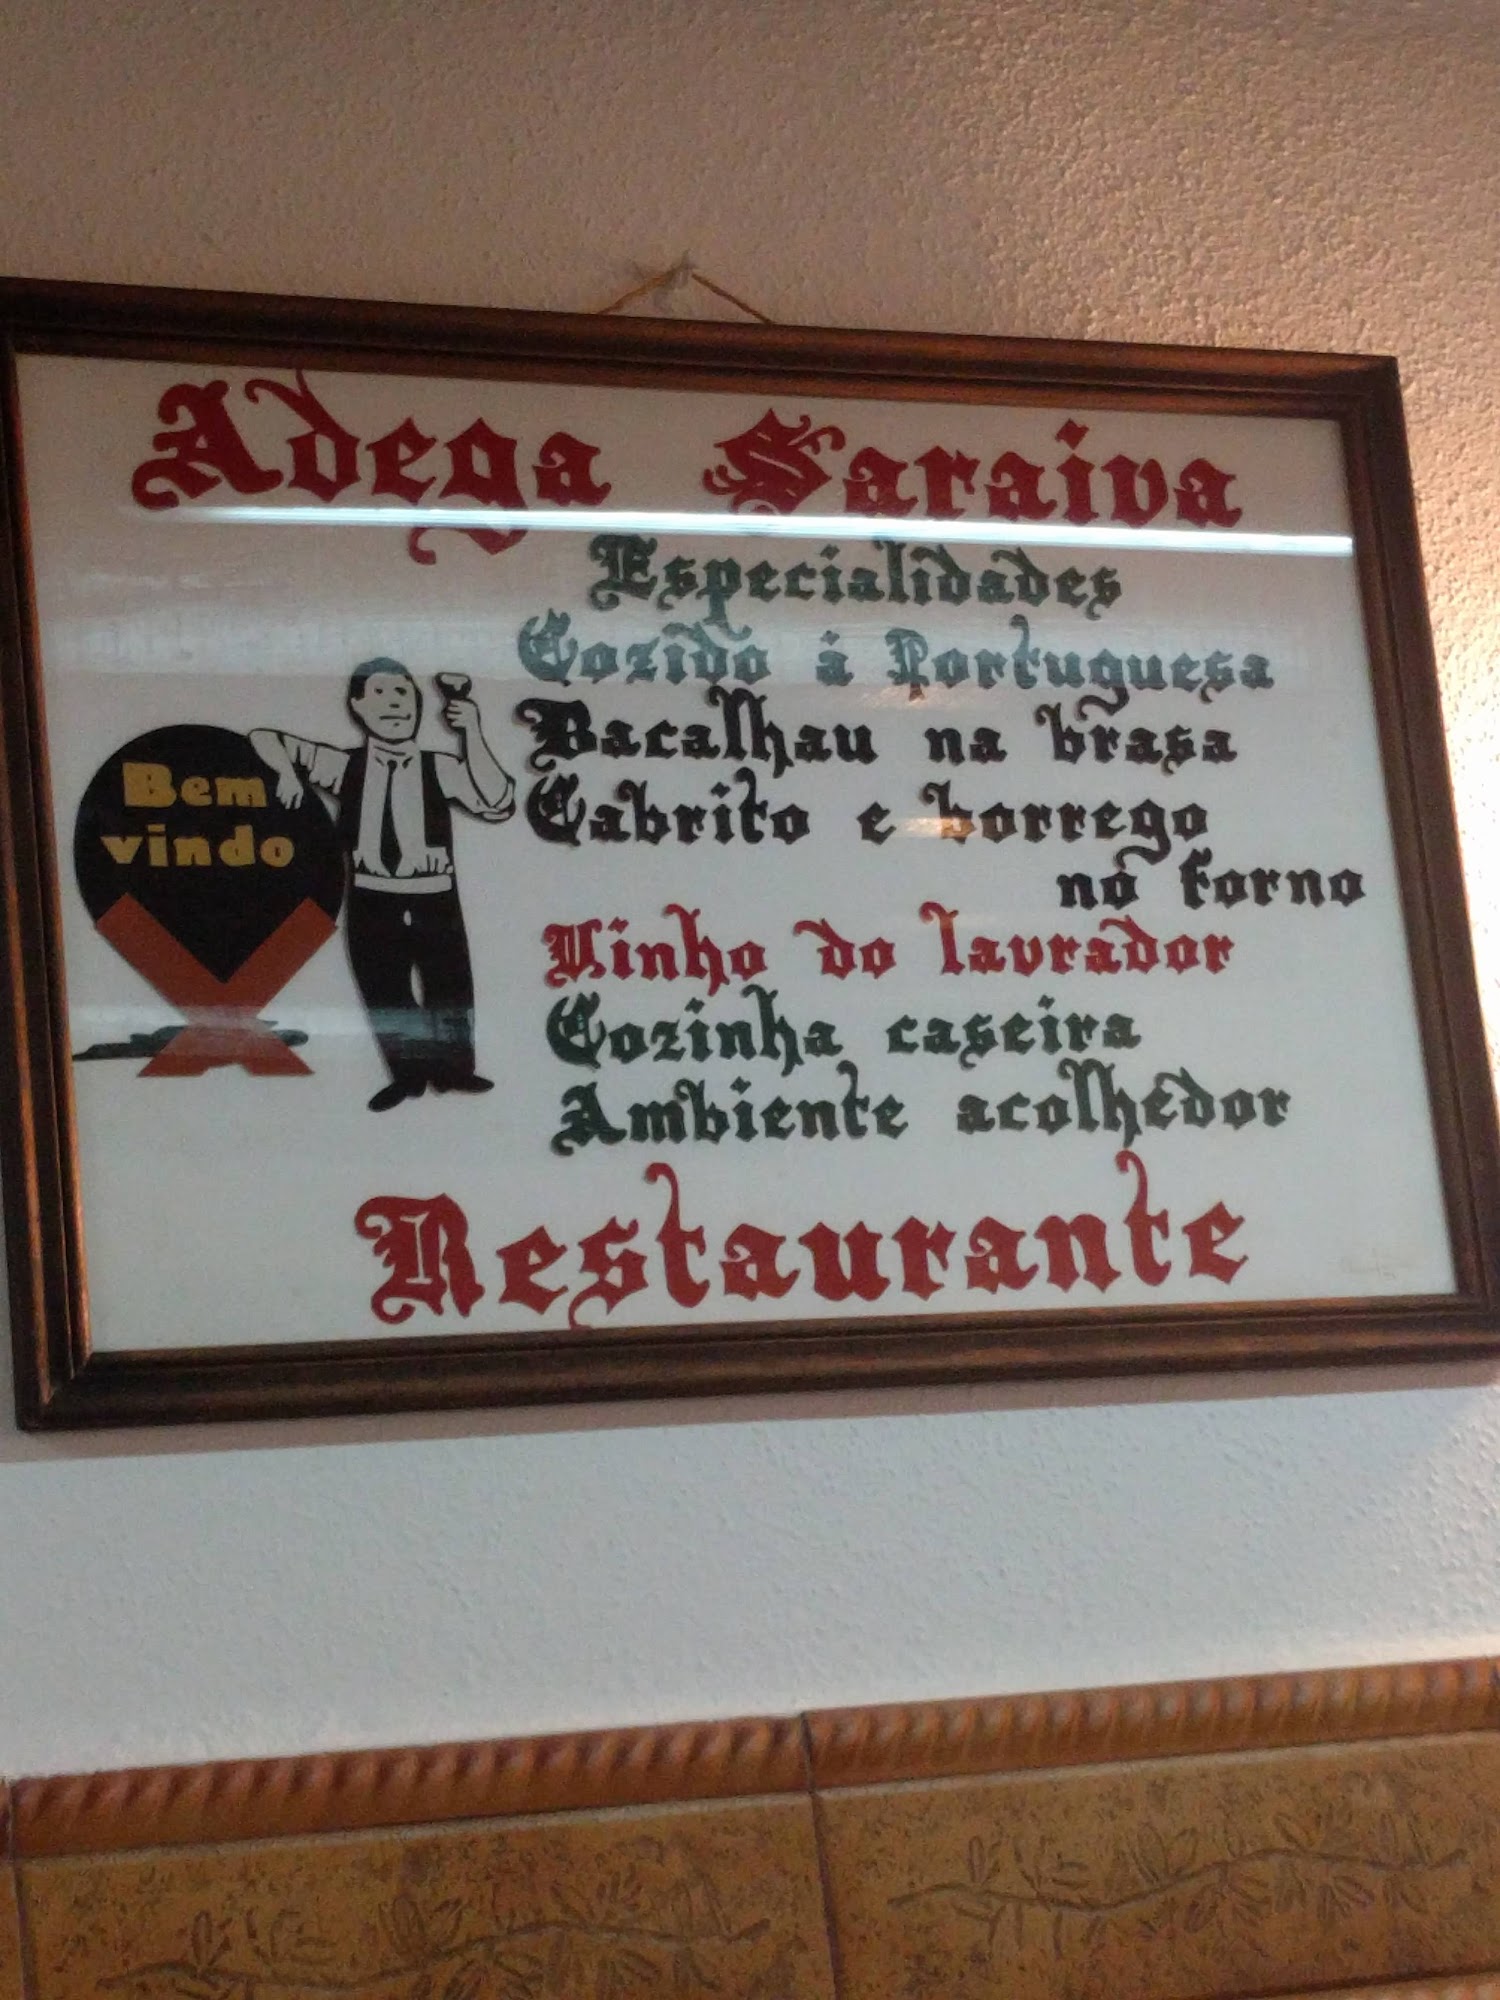 Adega Saraiva
Especialidades
Cozido á Portuguesa
Bacalhau na brasa
Cabrito e borrego
no forno
Vinho do lavrador
Cozinha caseira
Ambiente acolhedor
Restaurante
Bem
vindo